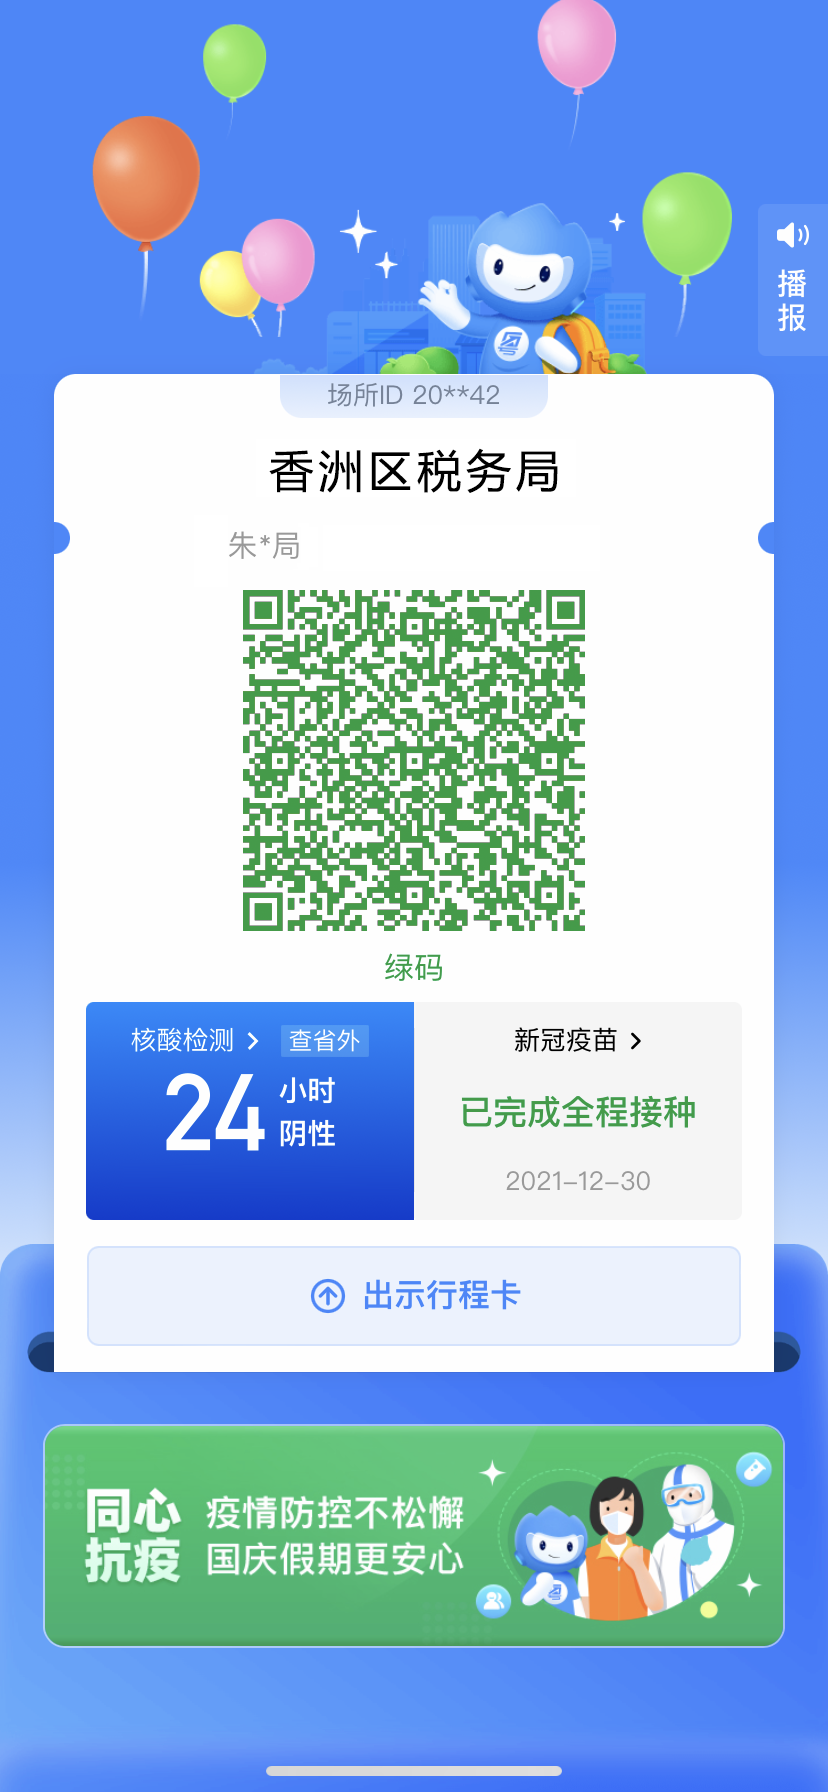 播
报
场所ID 20**42
香洲区税务局
朱*局
绿码
核酸检测 查省外
24 小时
阴性
新冠疫苗
已完成全程接种
2021-12-30
出示行程卡
同心 疫情防控不松懈
抗疫 国庆假期更安心
粤
粤